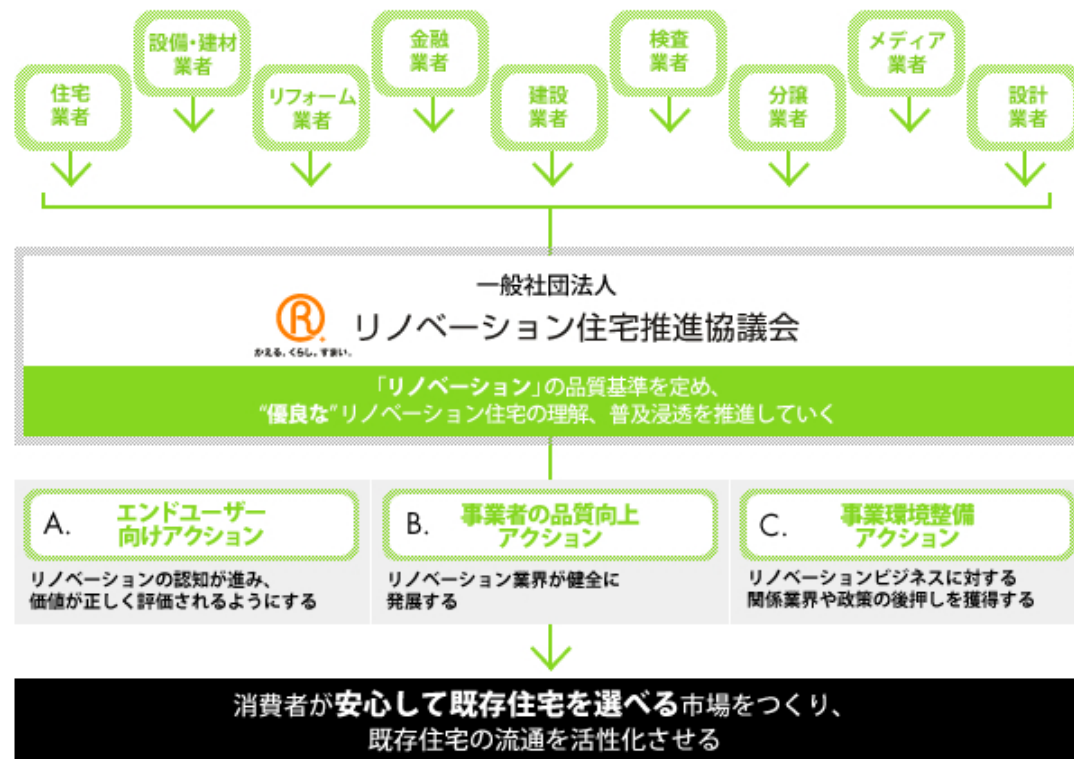 住宅
業者
設備・建材
業者
リフォーム
業者
金融
業者
建設
業者
検査
業者
分譲
業者
メディア
業者
設計
業者
一般社団法人
R
かえる。くらし。すまい。
リノベーション住宅推進協議会
「リノベーション」の品質基準を定め、
“優良な”リノベーション住宅の理解、普及浸透を推進していく
A. エンドユーザー
向けアクション
リノベーションの認知が進み、
価値が正しく評価されるようにする
B. 事業者の品質向上
アクション
リノベーション業界が健全に
発展する
C. 事業環境整備
アクション
リノベーションビジネスに対する
関係業界や政策の後押しを獲得する
消費者が安心して既存住宅を選べる市場をつくり、
既存住宅の流通を活性化させる